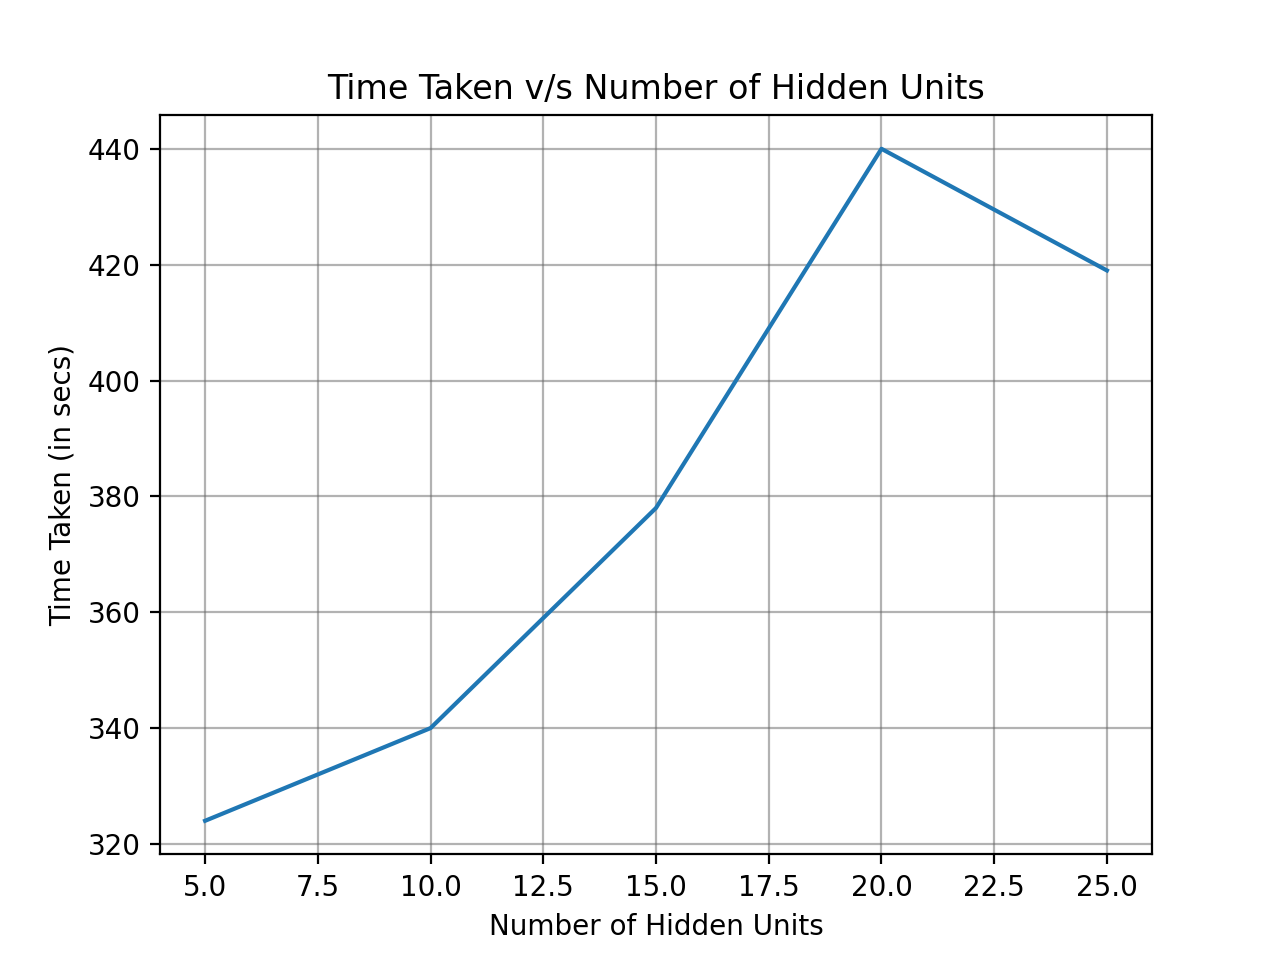 Time Taken v/s Number of Hidden Units
440
420
400
380
360
340
320
Time Taken (in secs)
5.0 7.5 10.0 12.5 15.0 17.5 20.0 22.5 25.0
Number of Hidden Units